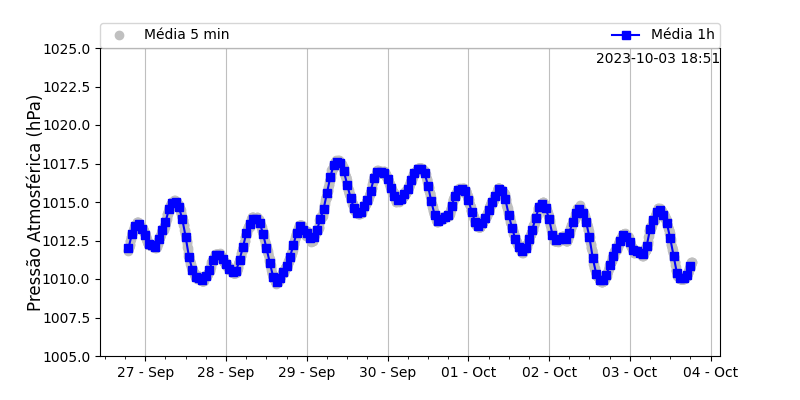 Média 5 min
Média 1h
2023-10-03 18:51
Pressão Atmosférica (hPa)
1025.0
1022.5
1020.0
1017.5
1015.0
1012.5
1010.0
1007.5
1005.0
27 - Sep
28 - Sep
29 - Sep
30 - Sep
01 - Oct
02 - Oct
03 - Oct
04 - Oct